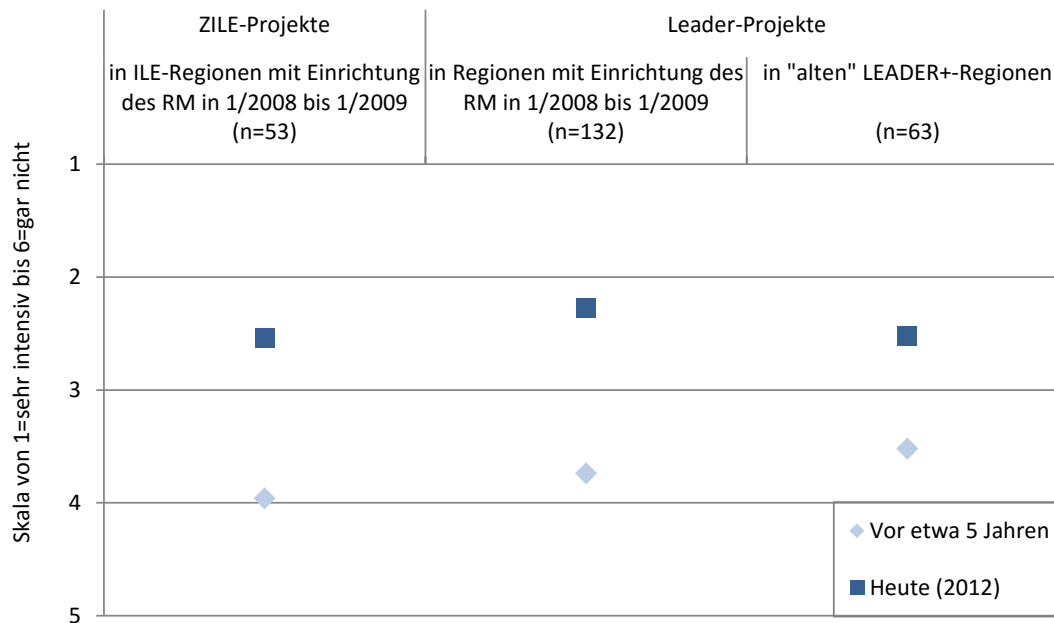 ZILE-Projekte
Leader-Projekte
in ILE-Regionen mit Einrichtung
des RM in 1/2008 bis 1/2009
(n=53)
in Regionen mit Einrichtung des
RM in 1/2008 bis 1/2009
(n=132)
in "alten" LEADER+-Regionen
(n=63)
Skala von 1=sehr intensiv bis 6=gar nicht
1
2
3
4
5
Vor etwa 5 Jahren
Heute (2012)